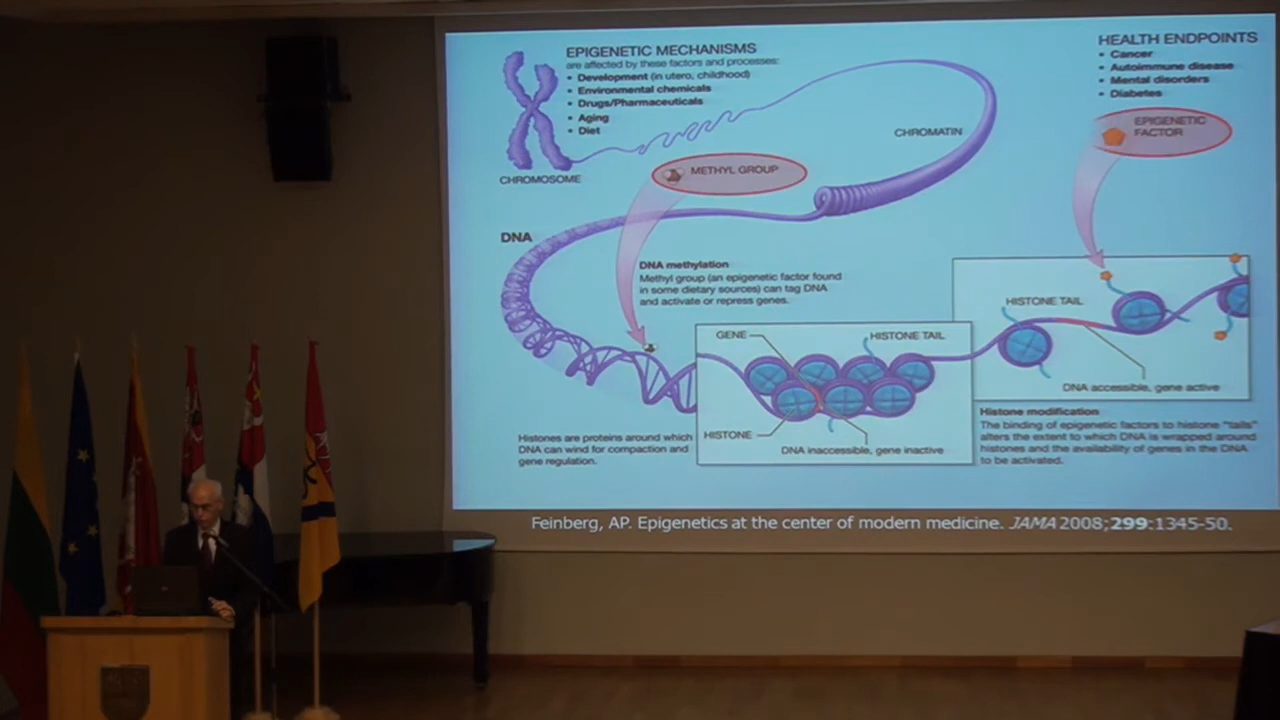 EPIGENETIC MECHANISMS
are affected by these factors and processes:
• Development (in utero, childhood)
• Environmental chemicals
• Drugs/Pharmaceuticals
• Aging
• Diet
HEALTH ENDPOINTS
• Cancer
• Autoimmune disease
• Mental disorders
• Diabetes
EPIGENETIC
FACTOR
CHROMATIN
METHYL GROUP
CHROMOSOME
DNA
DNA methylation
Methyl group (an epigenetic factor found
in some dietary sources) can tag DNA
and activate or repress genes.
HISTONE TAIL
GENE
HISTONE TAIL
DNA accessible, gene active
HISTONE
DNA inaccessible, gene inactive
Histones are proteins around which
DNA can wind for compaction and
gene regulation.
Histone modification
The binding of epigenetic factors to histone "tails"
alters the extent to which DNA is wrapped around
histones and the availability of genes in the DNA
to be activated.
Feinberg, AP. Epigenetics at the center of modern medicine. JAMA 2008;299:1345-50.